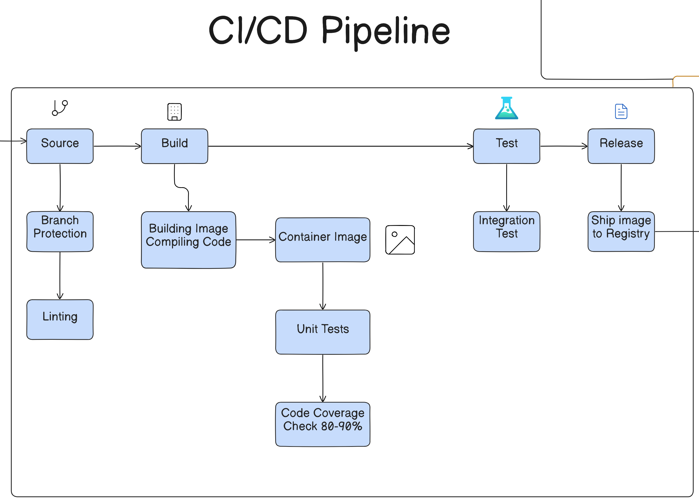 CI/CD Pipeline
Source
Build
Test
Release
Branch
Protection
Building Image
Compiling Code
Container Image
Integration
Test
Ship image
to Registry
Linting
Unit Tests
Code Coverage
Check 80-90%